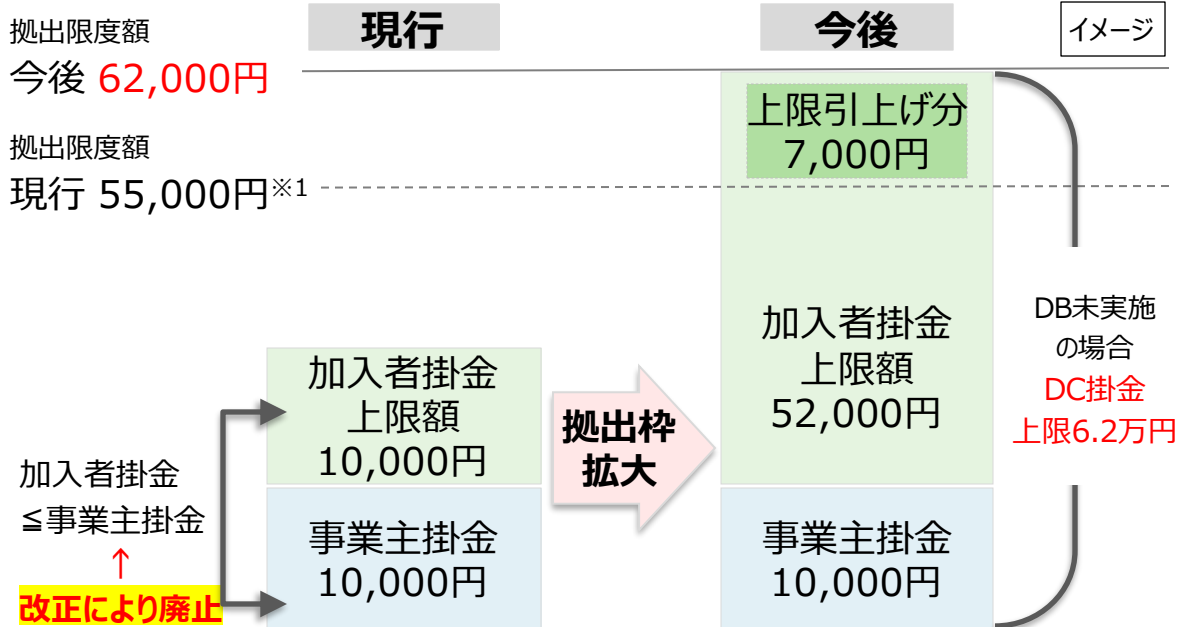 拠出限度額
今後 62,000円
拠出限度額
現行 55,000円※1
現行
今後
イメージ
上限引上げ分
7,000円
加入者掛金
上限額
10,000円
事業主掛金
10,000円
加入者掛金
≦事業主掛金
↑
改正により廃止
拠出枠
拡大
加入者掛金
上限額
52,000円
事業主掛金
10,000円
DB未実施
の場合
DC掛金
上限6.2万円